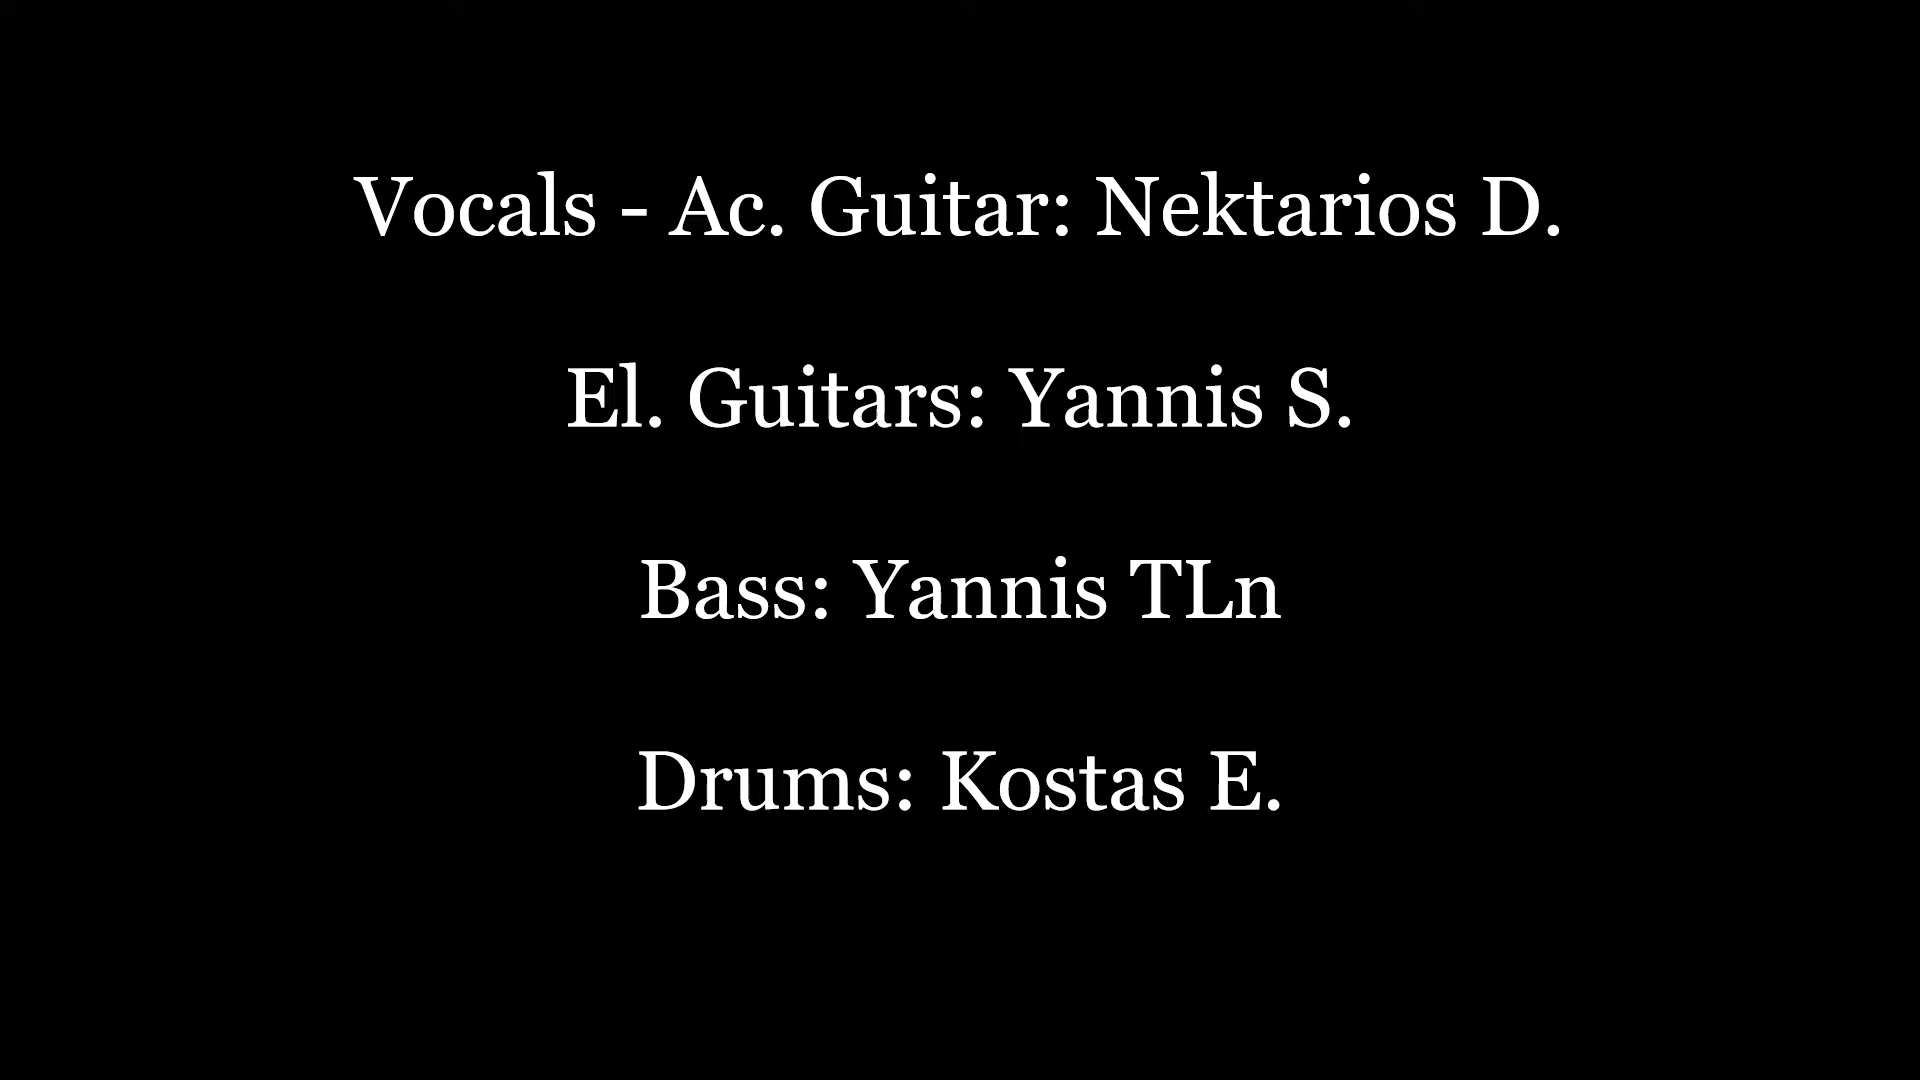 Vocals - Ac. Guitar: Nektarios D.
El. Guitars: Yannis S.
Bass: Yannis TLn
Drums: Kostas E.